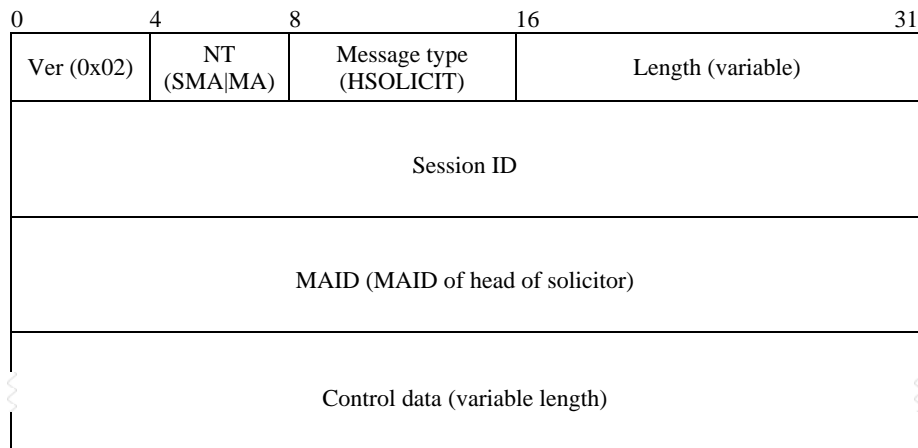 0 4 8 16 31
Ver (0x02) NT (SMA|MA) Message type (HSOLICIT) Length (variable)
Session ID
MAID (MAID of head of solicitor)
Control data (variable length)